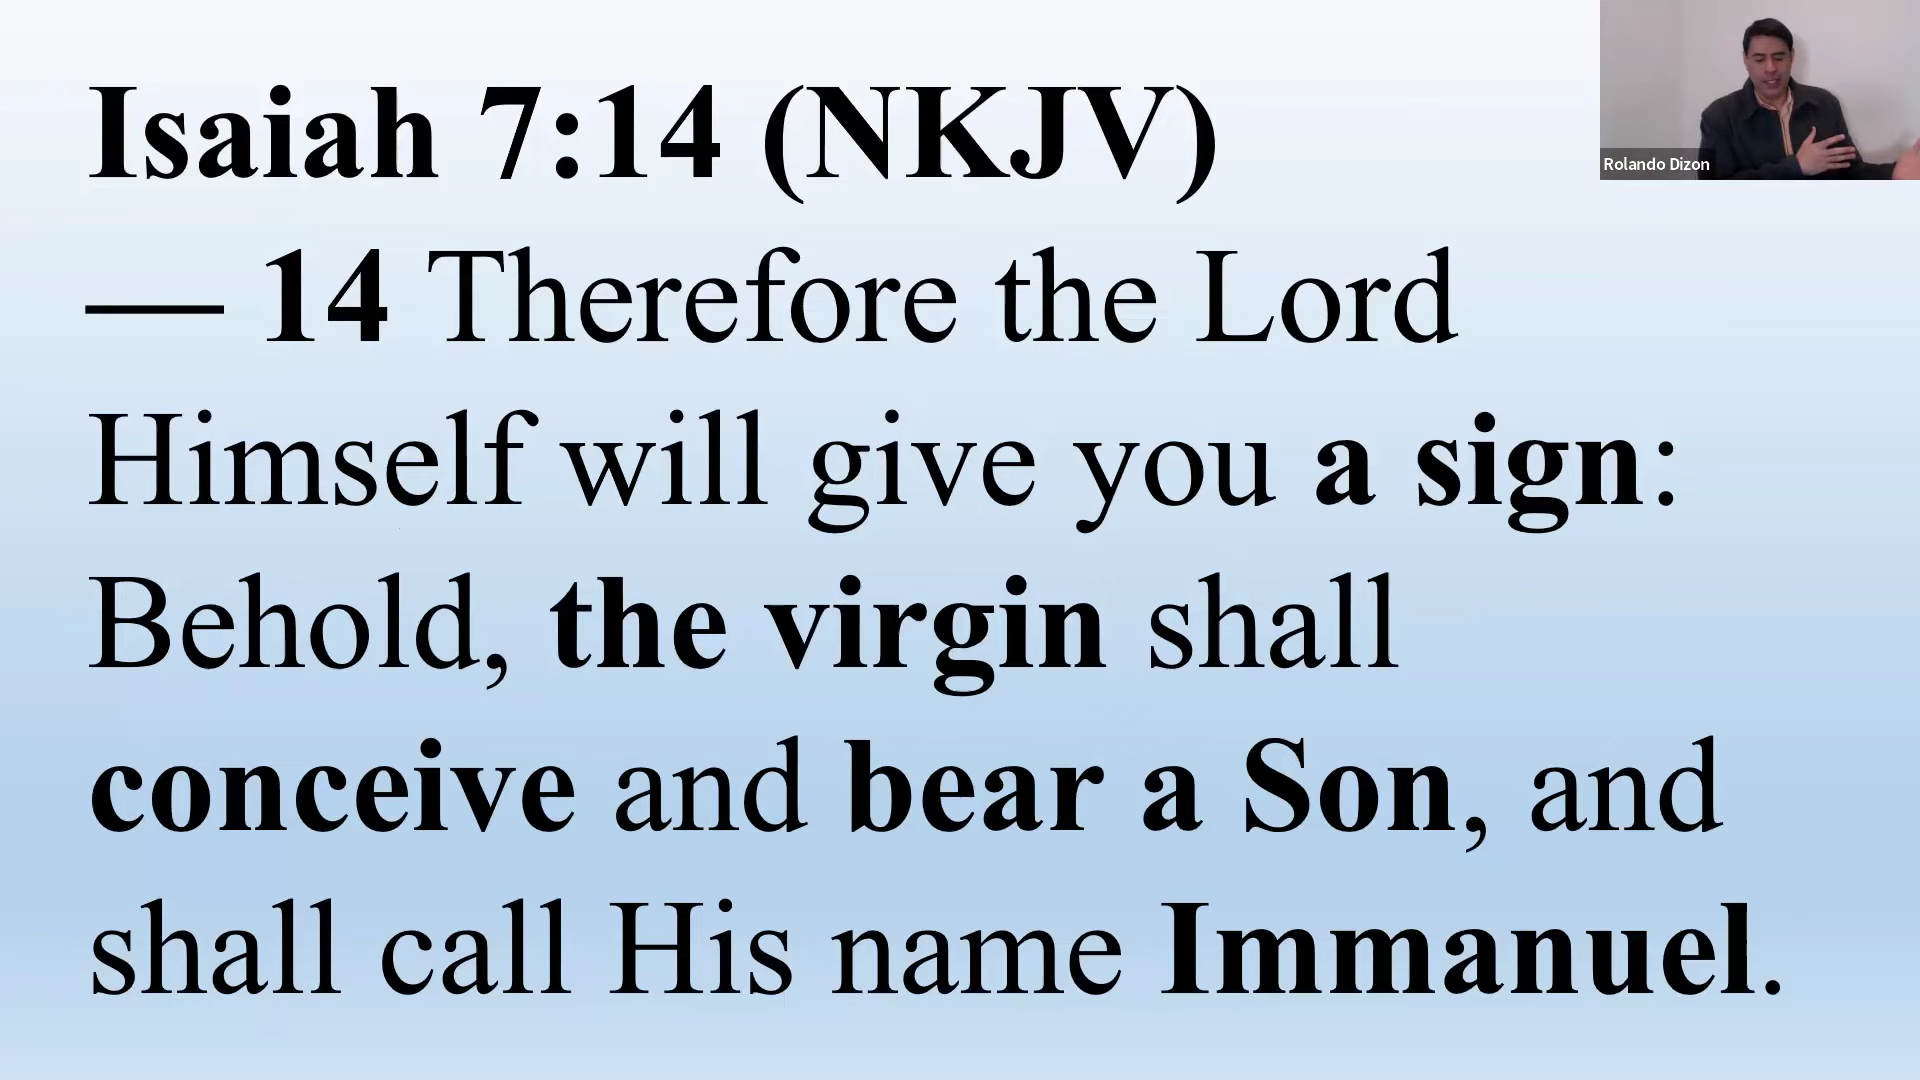 Isaiah 7:14 (NKJV)
— 14 Therefore the Lord
Himself will give you a sign:
Behold, the virgin shall
conceive and bear a Son, and
shall call His name Immanuel.
Rolando Dizon